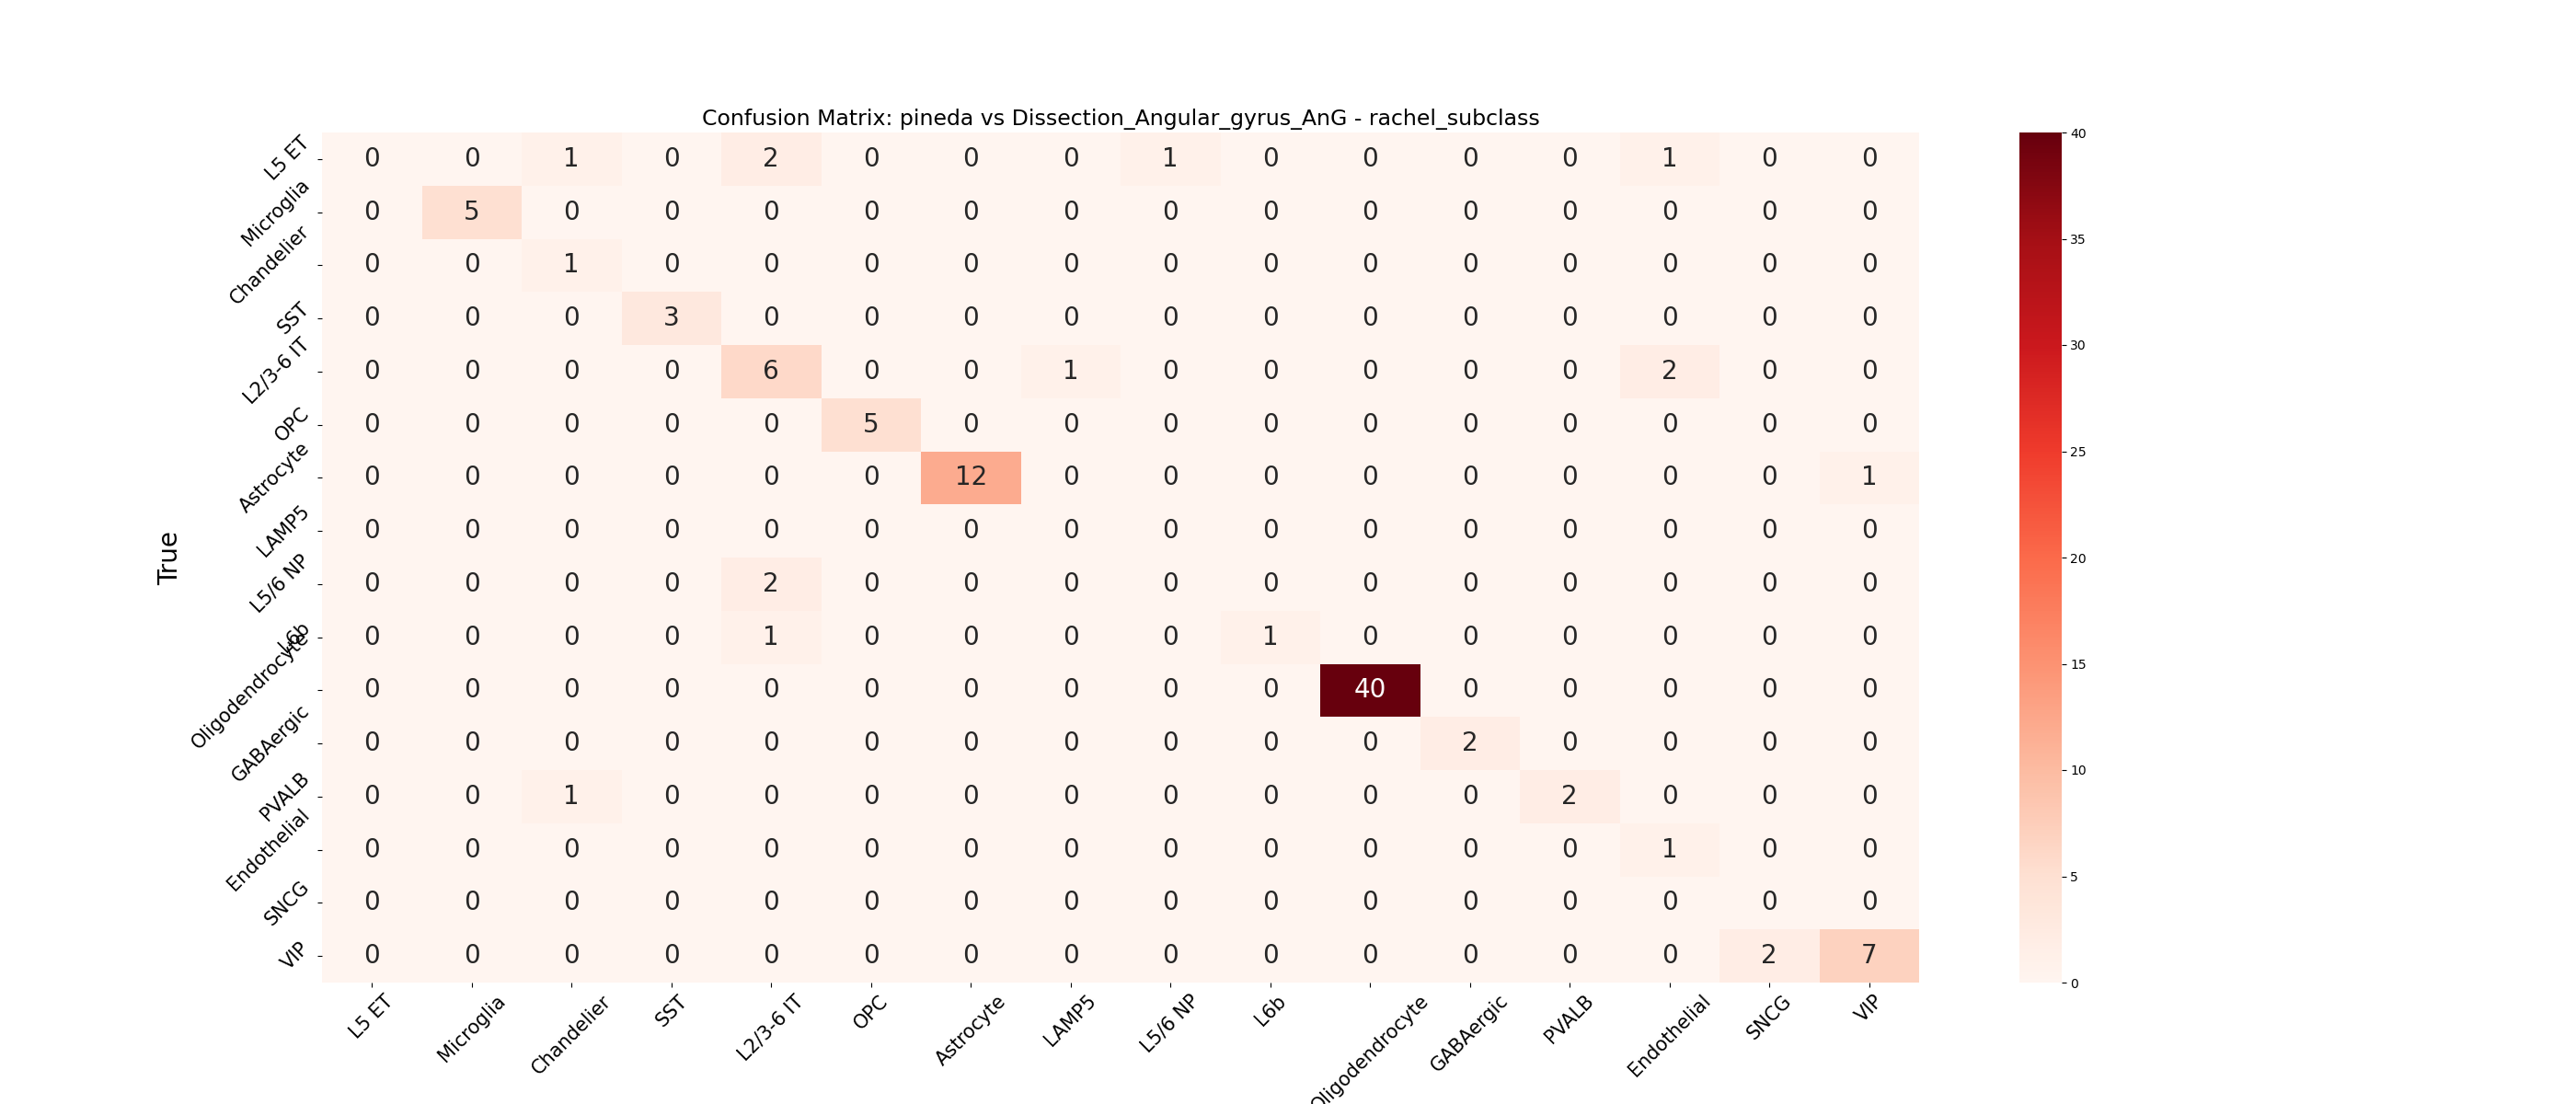 Confusion Matrix: pineda vs Dissection_Angular_gyrus_AnG - rachel_subclass
True
L5 ET 0 0 1 0 2 0 0 0 1 0 0 0 0 1 0 0
Microglia 0 5 0 0 0 0 0 0 0 0 0 0 0 0 0 0
Chandelier 0 0 1 0 0 0 0 0 0 0 0 0 0 0 0 0
SST 0 0 0 3 0 0 0 0 0 0 0 0 0 0 0 0
L2/3-6 IT 0 0 0 0 6 0 0 1 0 0 0 0 0 2 0 0
OPC 0 0 0 0 0 5 0 0 0 0 0 0 0 0 0 0
Astrocyte 0 0 0 0 0 0 12 0 0 0 0 0 0 0 0 1
LAMP5 0 0 0 0 0 0 0 0 0 0 0 0 0 0 0 0
L5/6 NP 0 0 0 0 2 0 0 0 0 0 0 0 0 0 0 0
L6b 0 0 0 0 1 0 0 0 0 1 0 0 0 0 0 0
Oligodendrocyte 0 0 0 0 0 0 0 0 0 0 40 0 0 0 0 0
GABAergic 0 0 0 0 0 0 0 0 0 0 0 2 0 0 0 0
PVALB 0 0 1 0 0 0 0 0 0 0 0 0 2 0 0 0
Endothelial 0 0 0 0 0 0 0 0 0 0 0 0 0 1 0 0
SNCG 0 0 0 0 0 0 0 0 0 0 0 0 0 0 0 0
VIP 0 0 0 0 0 0 0 0 0 0 0 0 0 0 2 7
L5 ET Microglia Chandelier SST L2/3-6 IT OPC Astrocyte LAMP5 L5/6 NP L6b Oligodendrocyte GABAergic PVALB Endothelial SNCG VIP
40
35
30
25
20
15
10
5
0